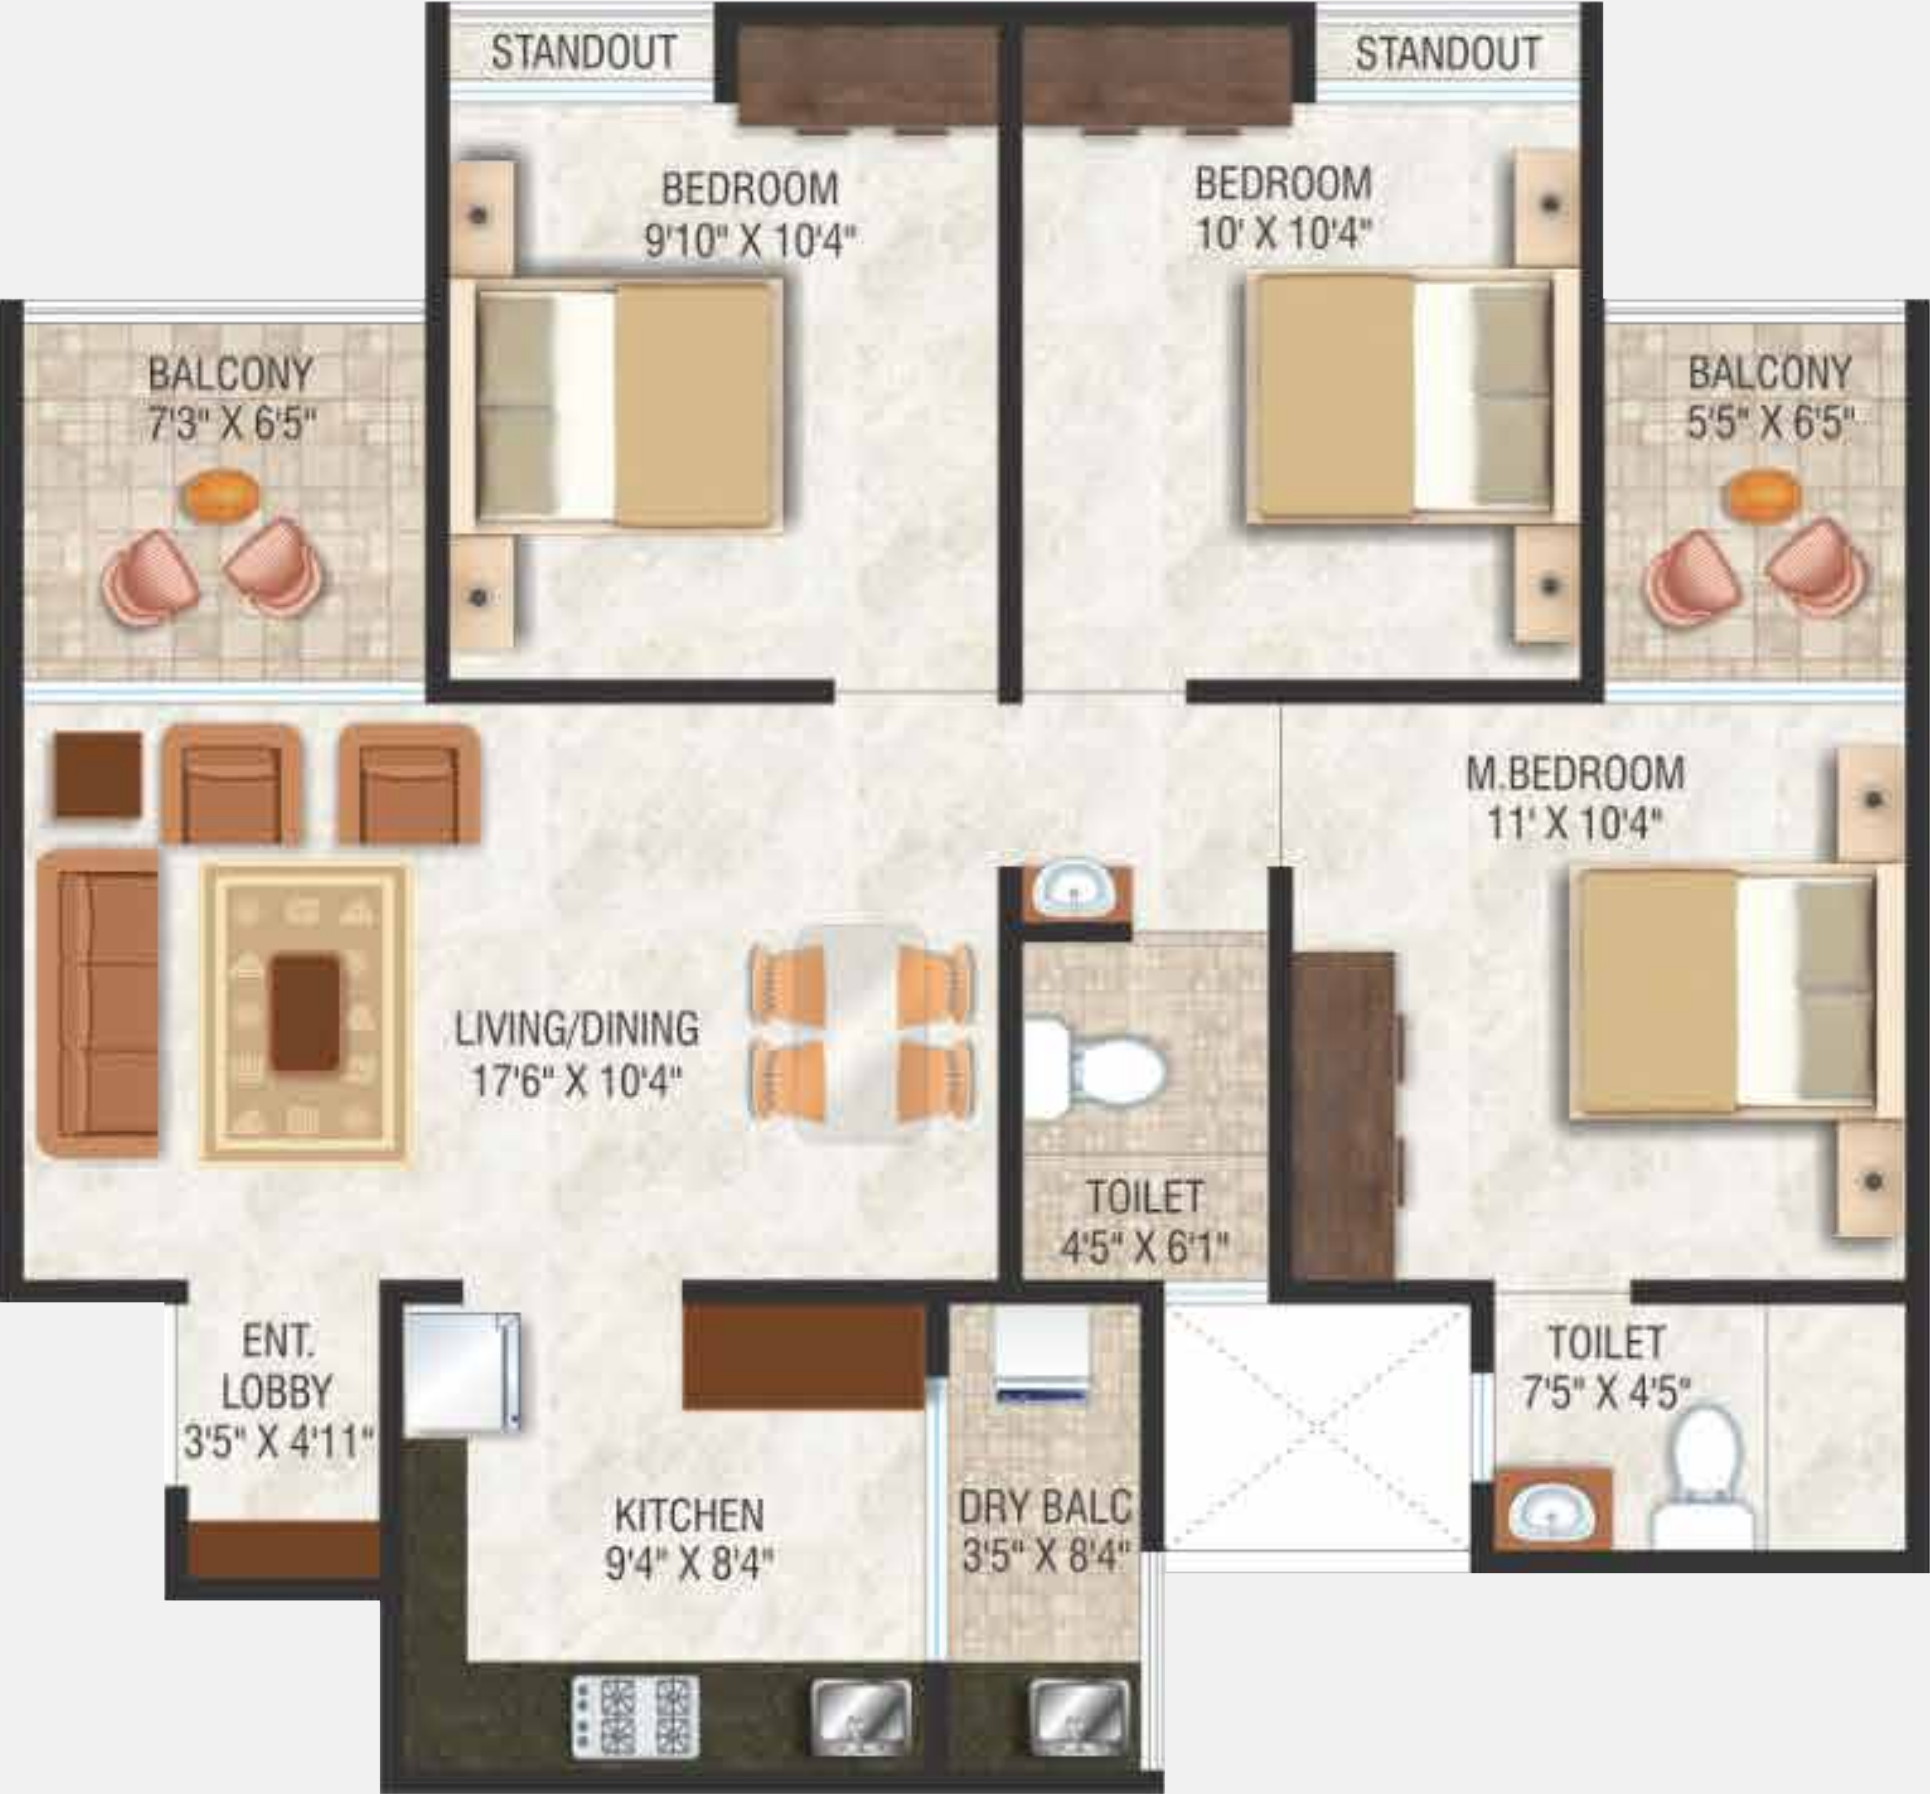 STANDOUT
STANDOUT
BEDROOM
9'10" X 10'4"
BEDROOM
10' X 10'4"
BALCONY
7'3" X 6'5"
BALCONY
5'5" X 6'5"
M.BEDROOM
11' X 10'4"
LIVING/DINING
17'6" X 10'4"
TOILET
4'5" X 6'1"
ENT.
LOBBY
3'5" X 4'11"
TOILET
7'5" X 4'5"
KITCHEN
9'4" X 8'4"
DRY BALC
3'5" X 8'4"